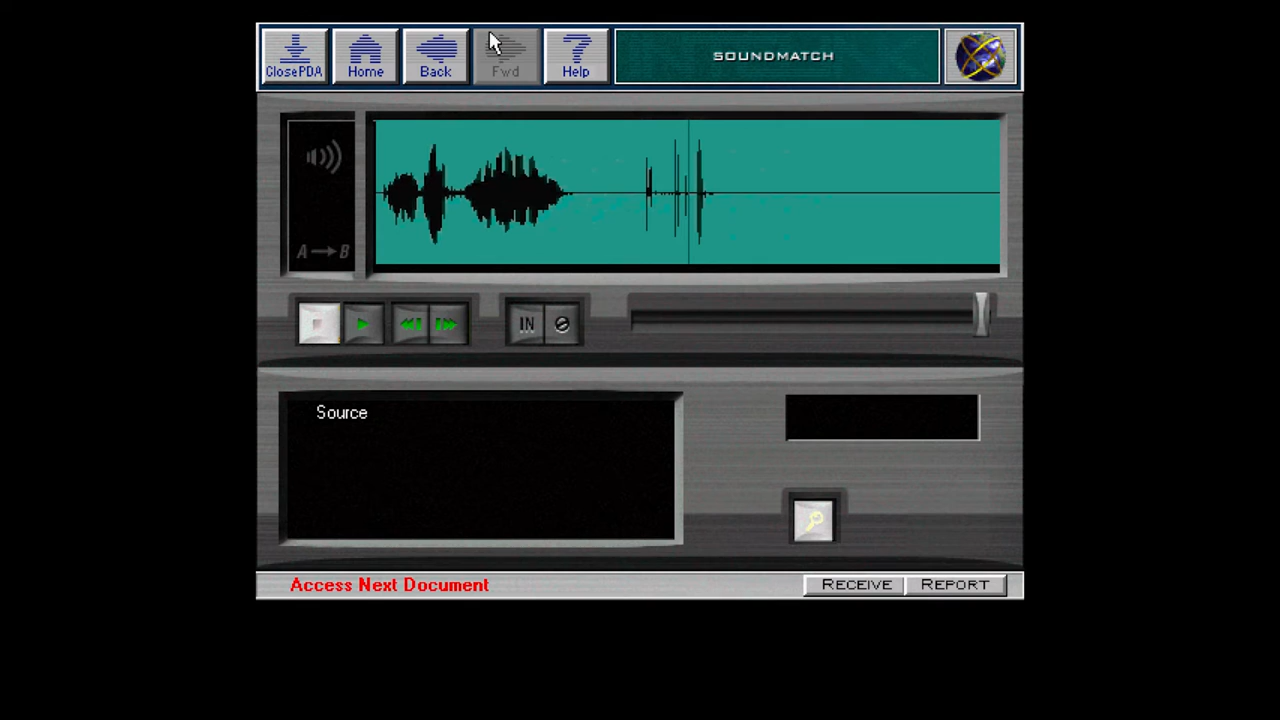 ClosePDA
Home
Back
Fwd
Help
SOUNDMATCH
A → B
IN
Source
Access Next Document
RECEIVE
REPORT